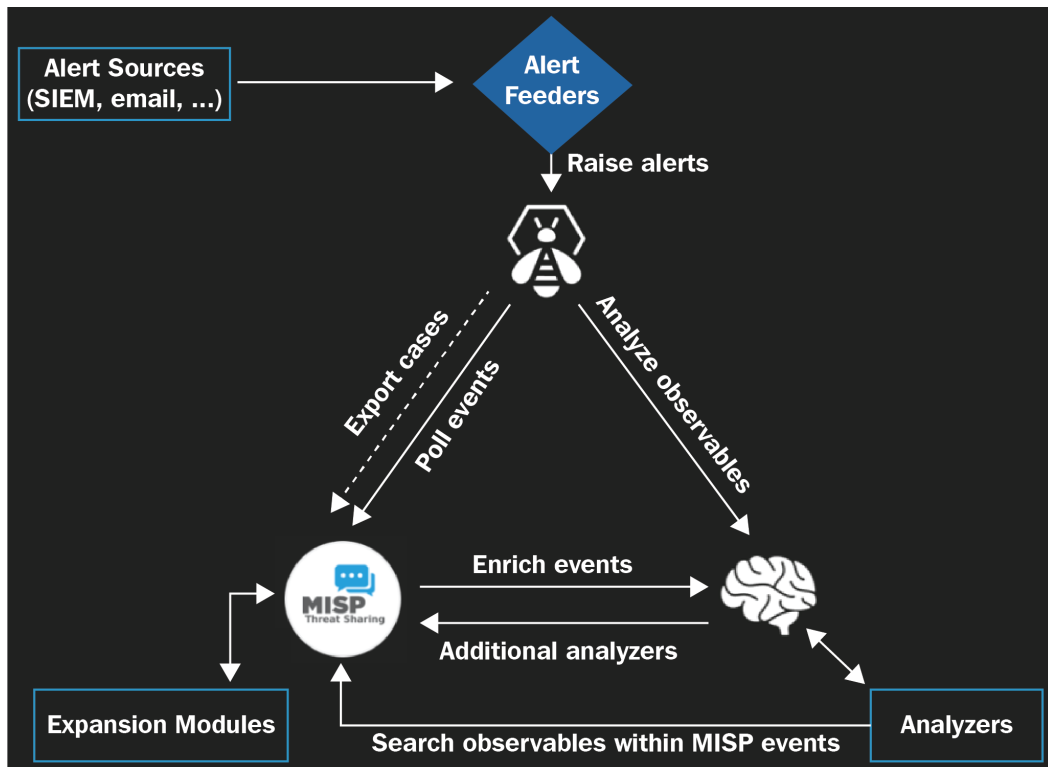 Alert Sources
(SIEM, email, ...)
Alert
Feeders
Raise alerts
Export cases
Poll events
Analyze observables
MISP
Threat Sharing
Enrich events
Additional analyzers
Expansion Modules
Search observables within MISP events
Analyzers